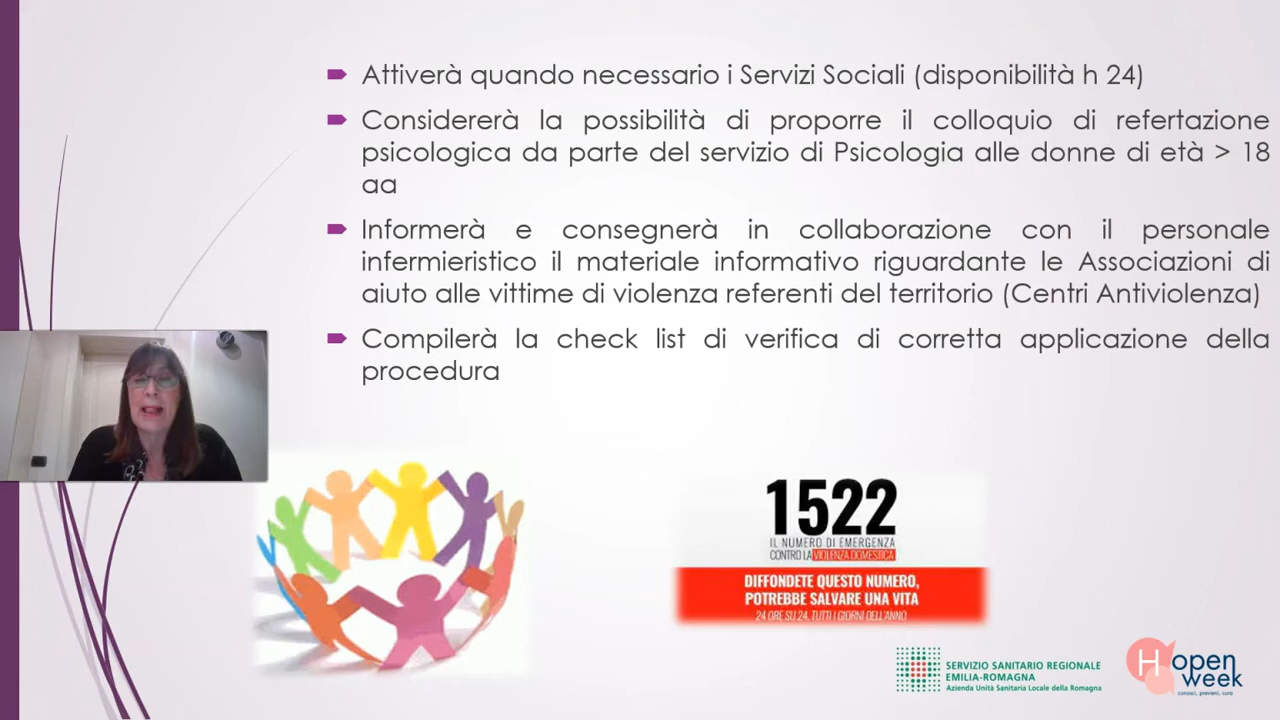 Attiverà quando necessario i Servizi Sociali (disponibilità h 24)
Considererà la possibilità di proporre il colloquio di refertazione
psicologica da parte del servizio di Psicologia alle donne di età > 18
aa
Informerà e consegnerà in collaborazione con il personale
infermieristico il materiale informativo riguardante le Associazioni di
aiuto alle vittime di violenza referenti del territorio (Centri Antiviolenza)
Compilerà la check list di verifica di corretta applicazione della
procedura
1522
IL NUMERO DI EMERGENZA
CONTRO LA VIOLENZA DOMESTICA
DIFFONDETE QUESTO NUMERO,
POTREBBE SALVARE UNA VITA
24 ORE SU 24, TUTTI I GIORNI DELL'ANNO
SERVIZIO SANITARIO REGIONALE
EMILIA-ROMAGNA
Azienda Unità Sanitaria Locale della Romagna
H open
week
conosci, previeni, cura